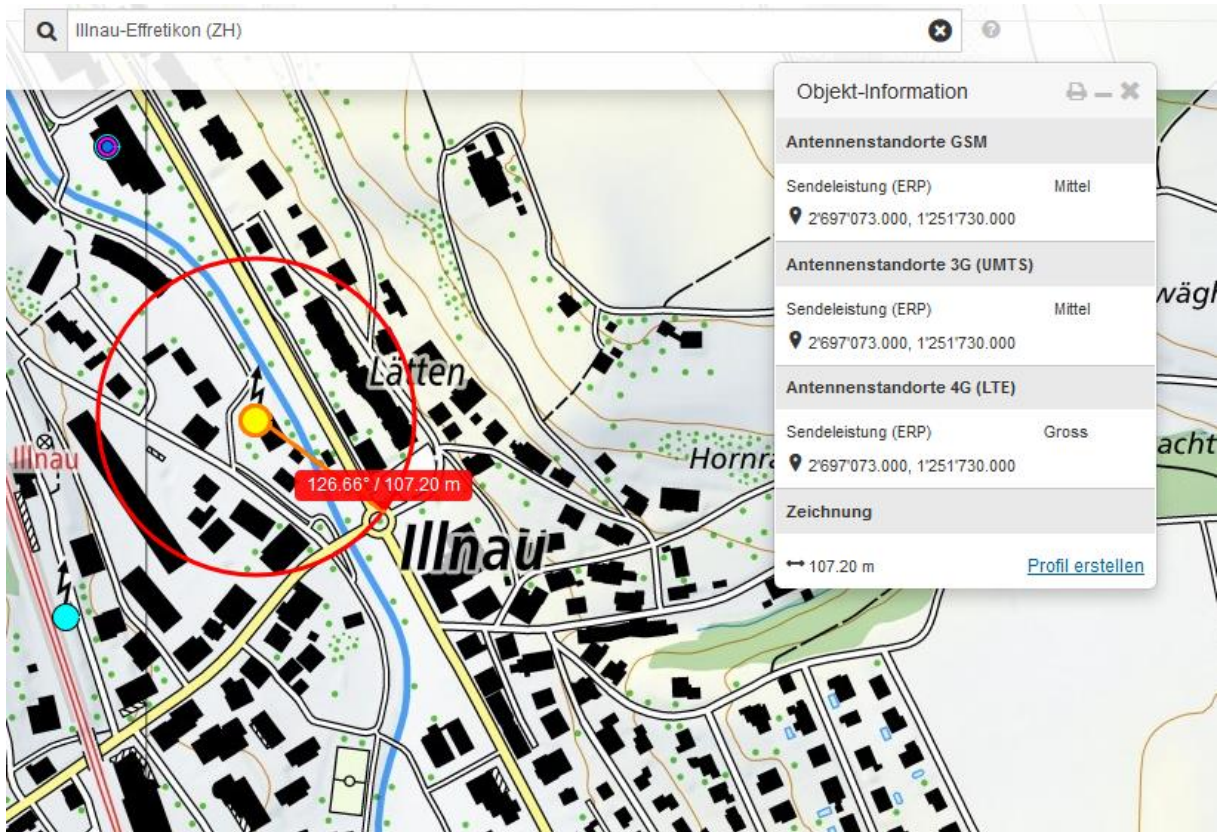 Illnau-Effretikon (ZH)
Objekt-Information
Antennenstandorte GSM
Sendeleistung (ERP) Mittel
2'697'073.000, 1'251'730.000
Antennenstandorte 3G (UMTS)
Sendeleistung (ERP) Mittel
2'697'073.000, 1'251'730.000
Antennenstandorte 4G (LTE)
Sendeleistung (ERP) Gross
2'697'073.000, 1'251'730.000
Zeichnung
107.20 m Profil erstellen
Lätten
Illnau
126.66° / 107.20 m
Illnau